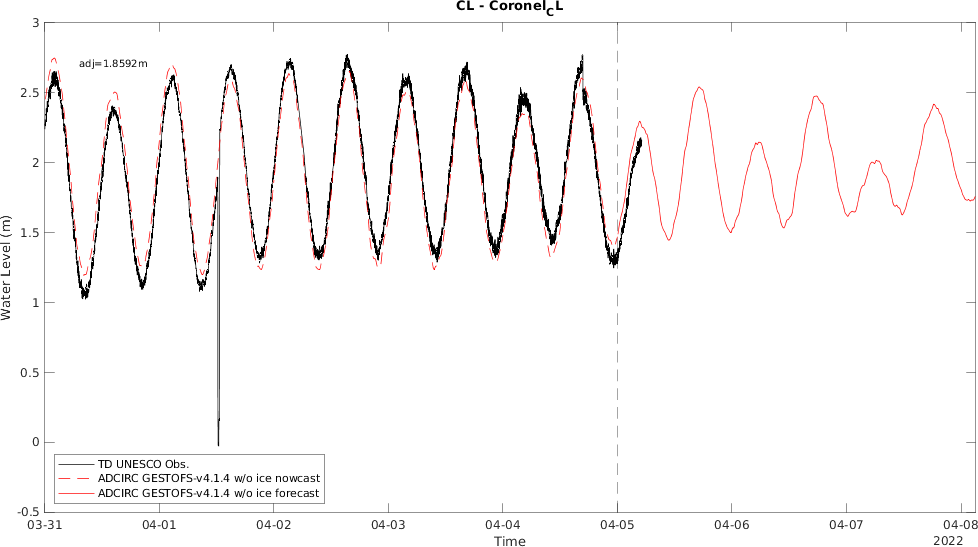 CL - Coronel_CL
adj=1.8592m
3
2.5
2
1.5
1
0.5
0
-0.5
Water Level (m)
TD UNESCO Obs.
ADCIRC GESTOFS-v4.1.4 w/o ice nowcast
ADCIRC GESTOFS-v4.1.4 w/o ice forecast
03-31 04-01 04-02 04-03 04-04 04-05 04-06 04-07 04-08
Time
2022